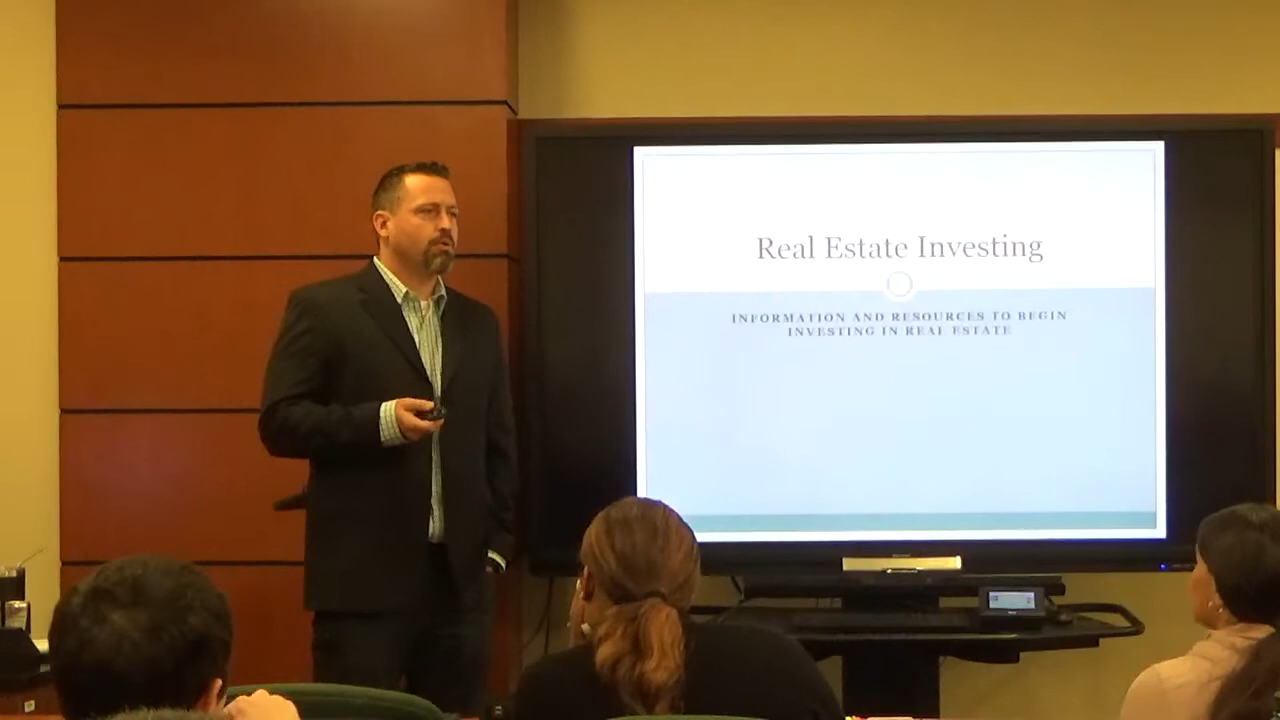 Real Estate Investing
INFORMATION AND RESOURCES TO BEGIN
INVESTING IN REAL ESTATE